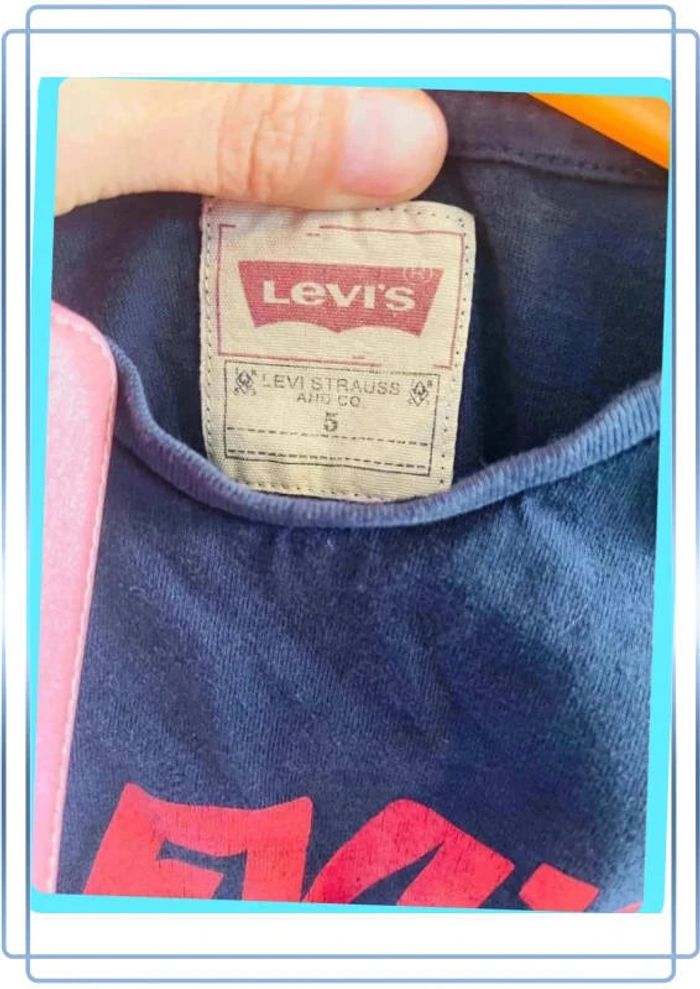 LEVI'S
LEVI STRAUSS
AND CO
5